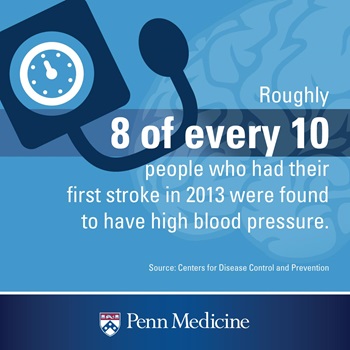 Roughly
8 of every 10
people who had their
first stroke in 2013 were found
to have high blood pressure.
Source: Centers for Disease Control and Prevention
Penn Medicine